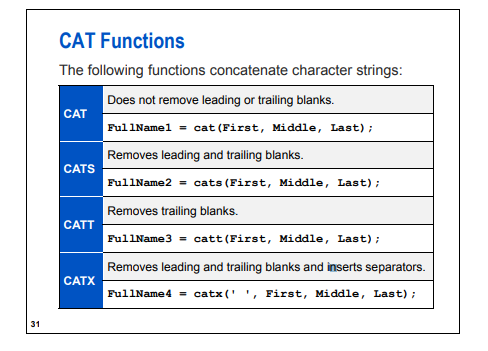 CAT Functions
The following functions concatenate character strings:
CAT
Does not remove leading or trailing blanks.
FullName1 = cat(First, Middle, Last);
CATS
Removes leading and trailing blanks.
FullName2 = cats(First, Middle, Last);
CATT
Removes trailing blanks.
FullName3 = catt(First, Middle, Last);
CATX
Removes leading and trailing blanks and inserts separators.
FullName4 = catx(' ', First, Middle, Last);
31